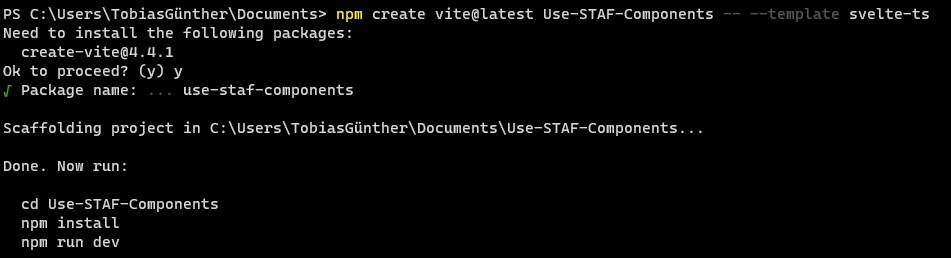 PS C:\Users\TobiasGünther\Documents> npm create vite@latest Use-STAF-Components -- --template svelte-ts
Need to install the following packages:
  create-vite@4.4.1
Ok to proceed? (y) y
√ Package name: ... use-staf-components
Scaffolding project in C:\Users\TobiasGünther\Documents\Use-STAF-Components...
Done. Now run:
  cd Use-STAF-Components
  npm install
  npm run dev